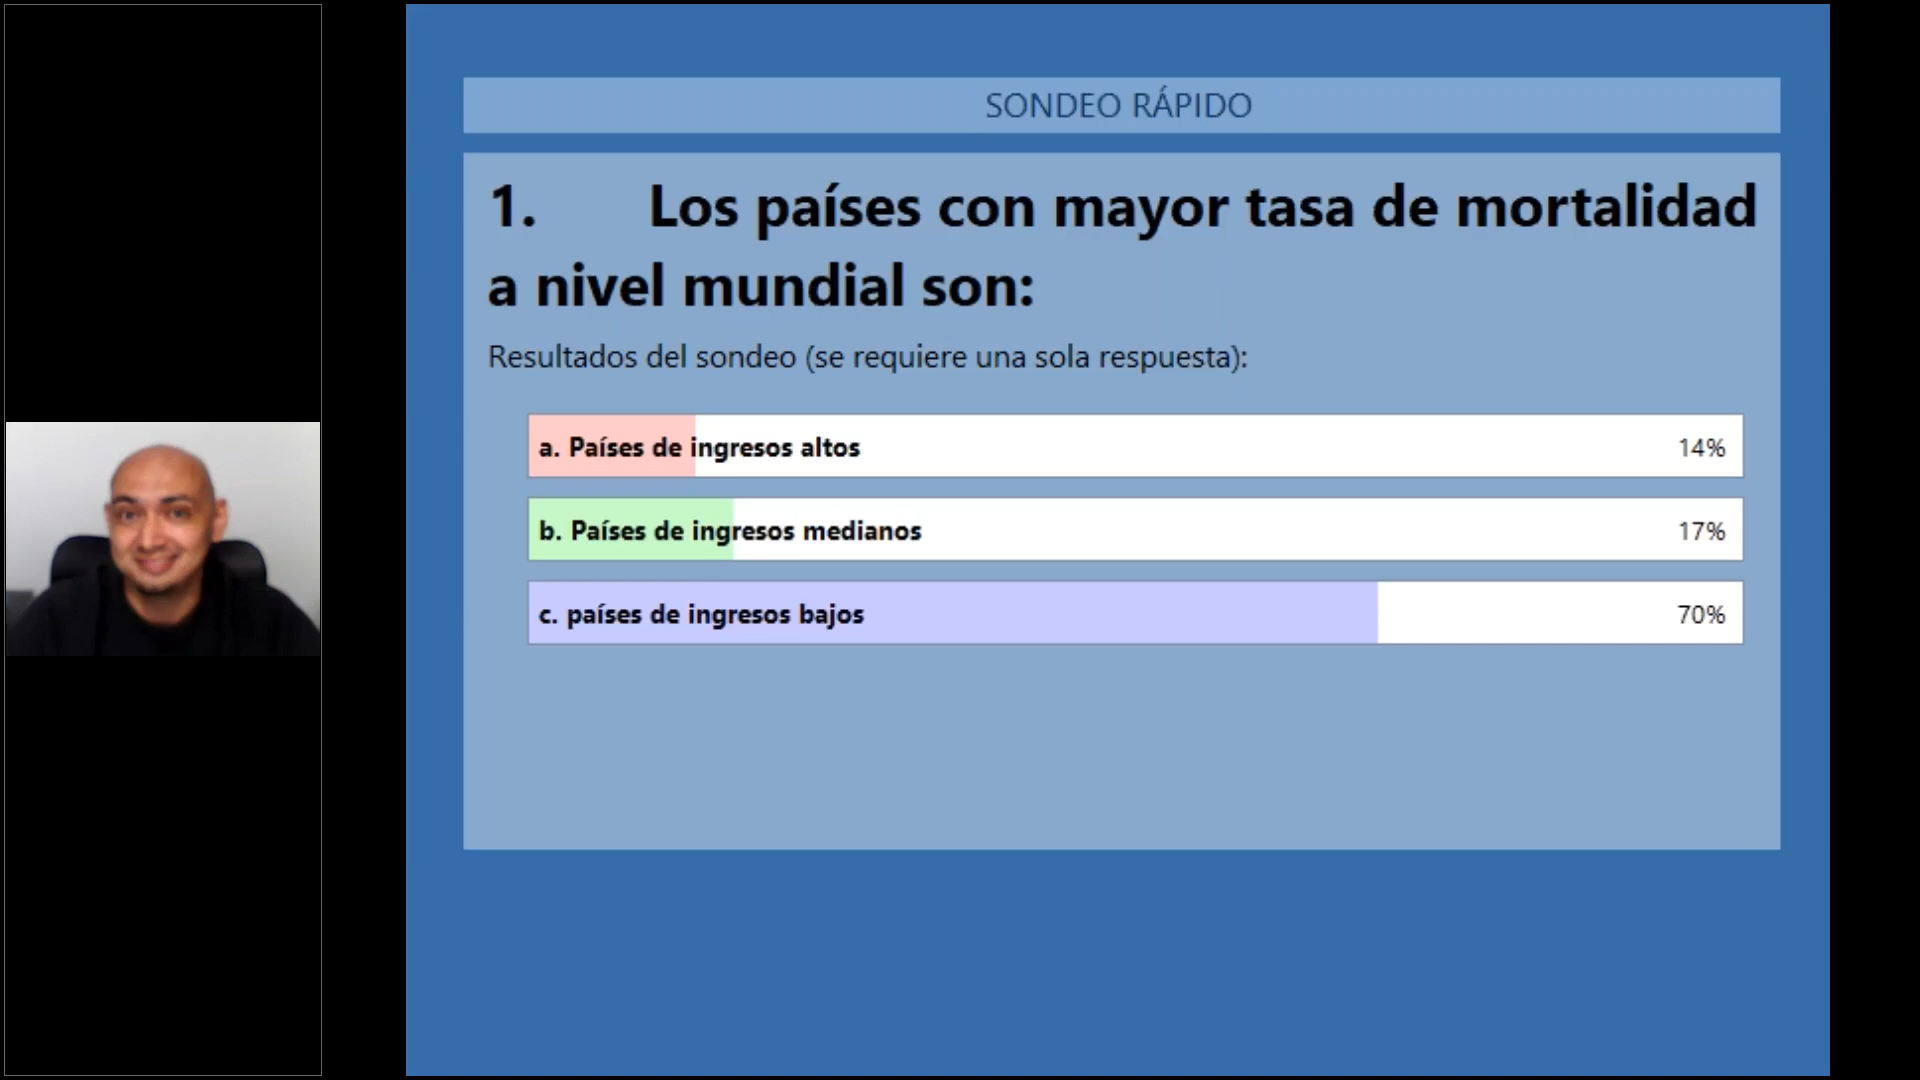 SONDEO RÁPIDO
1. Los países con mayor tasa de mortalidad
a nivel mundial son:
Resultados del sondeo (se requiere una sola respuesta):
a. Países de ingresos altos 14%
b. Países de ingresos medianos 17%
c. países de ingresos bajos 70%